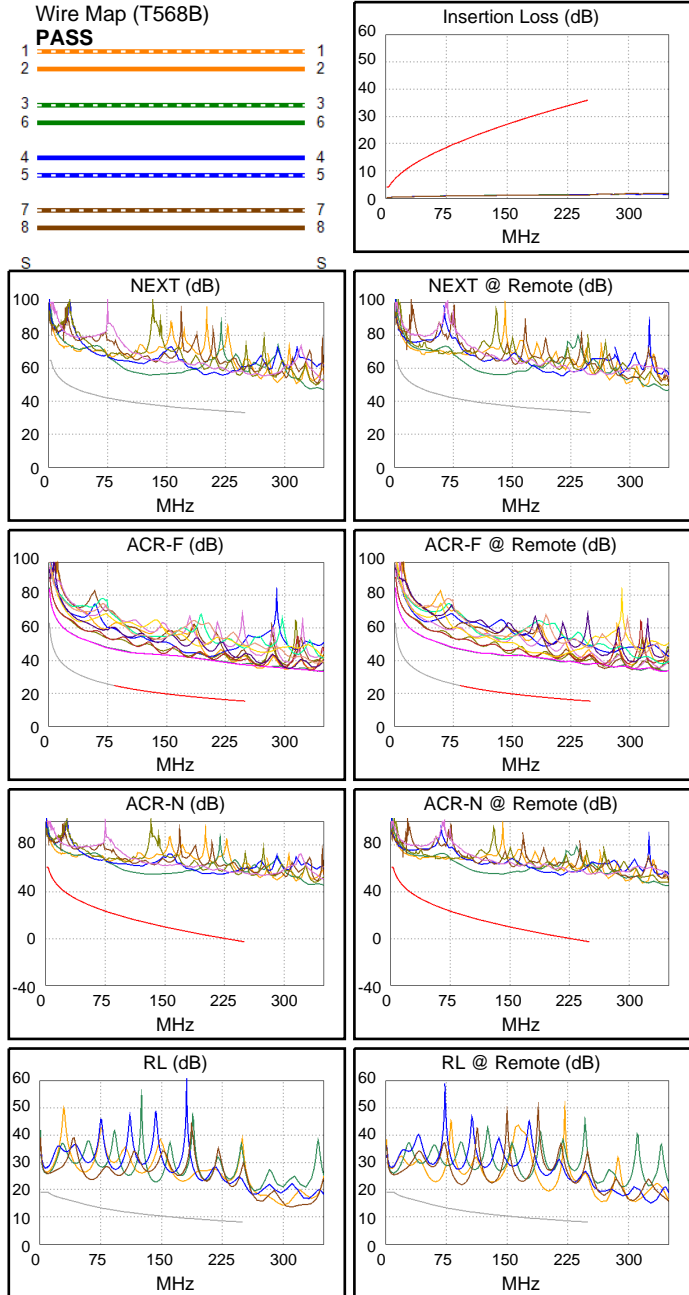 Wire Map (T568B)
PASS
1 1
2 2
3 3
6 6
4 4
5 5
7 7
8 8
S S
Insertion Loss (dB)
60
50
40
30
20
10
0
0 75 150 225 300
MHz
NEXT (dB)
100
80
60
40
20
0
0 75 150 225 300
MHz
NEXT @ Remote (dB)
100
80
60
40
20
0
0 75 150 225 300
MHz
ACR-F (dB)
100
80
60
40
20
0
0 75 150 225 300
MHz
ACR-F @ Remote (dB)
100
80
60
40
20
0
0 75 150 225 300
MHz
ACR-N (dB)
80
40
0
-40
0 75 150 225 300
MHz
ACR-N @ Remote (dB)
80
40
0
-40
0 75 150 225 300
MHz
RL (dB)
60
50
40
30
20
10
0
0 75 150 225 300
MHz
RL @ Remote (dB)
60
50
40
30
20
10
0
0 75 150 225 300
MHz